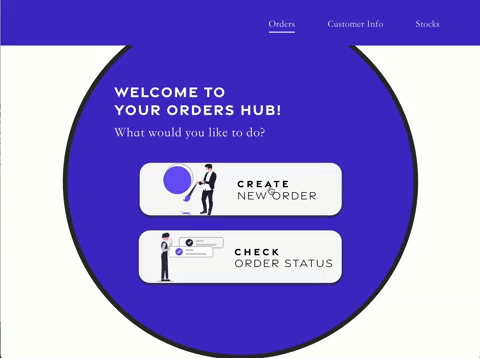 Orders Customer Info Stocks
WELCOME TO
YOUR ORDERS HUB!
What would you like to do?
CREATE
NEW ORDER
CHECK
ORDER STATUS